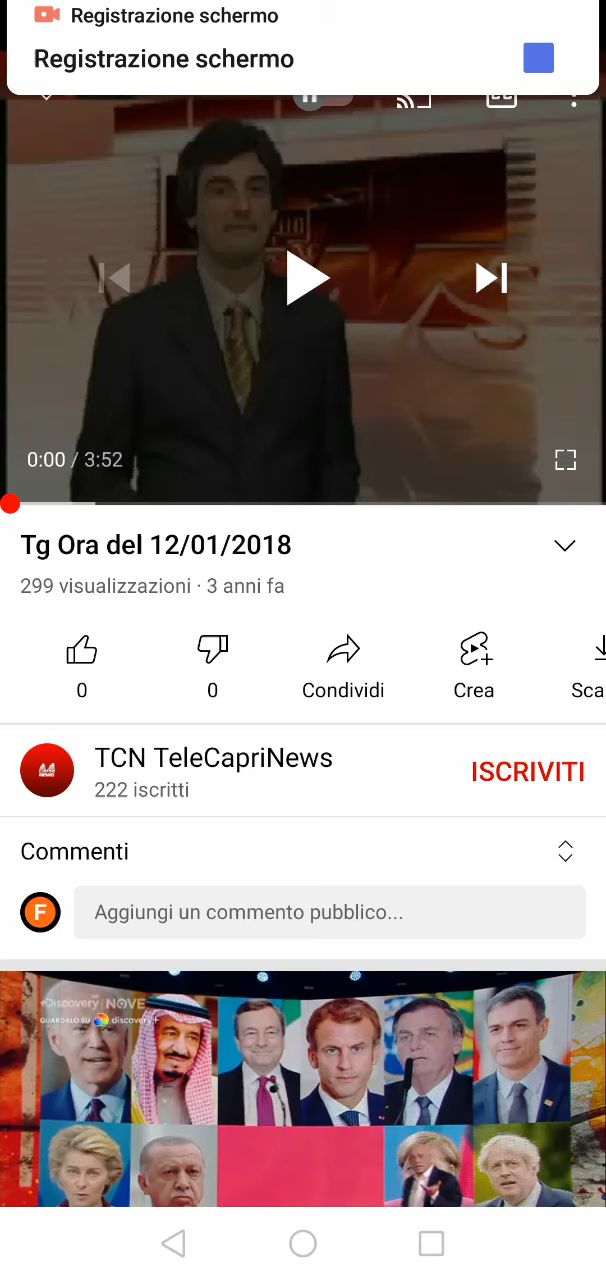 Registrazione schermo
Registrazione schermo
0:00 / 3:52
Tg Ora del 12/01/2018
299 visualizzazioni · 3 anni fa
0
0
Condividi
Crea
Sca
TCN TeleCapriNews
222 iscritti
ISCRIVITI
NEWS
Commenti
F
Aggiungi un commento pubblico...
HD
discovery NOVE
GUARDALO SU discovery+